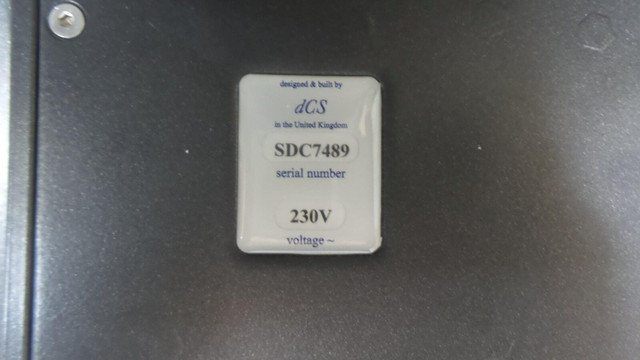 designed & built by
dCS
in the United Kingdom
SDC7489
serial number
230V
voltage ~